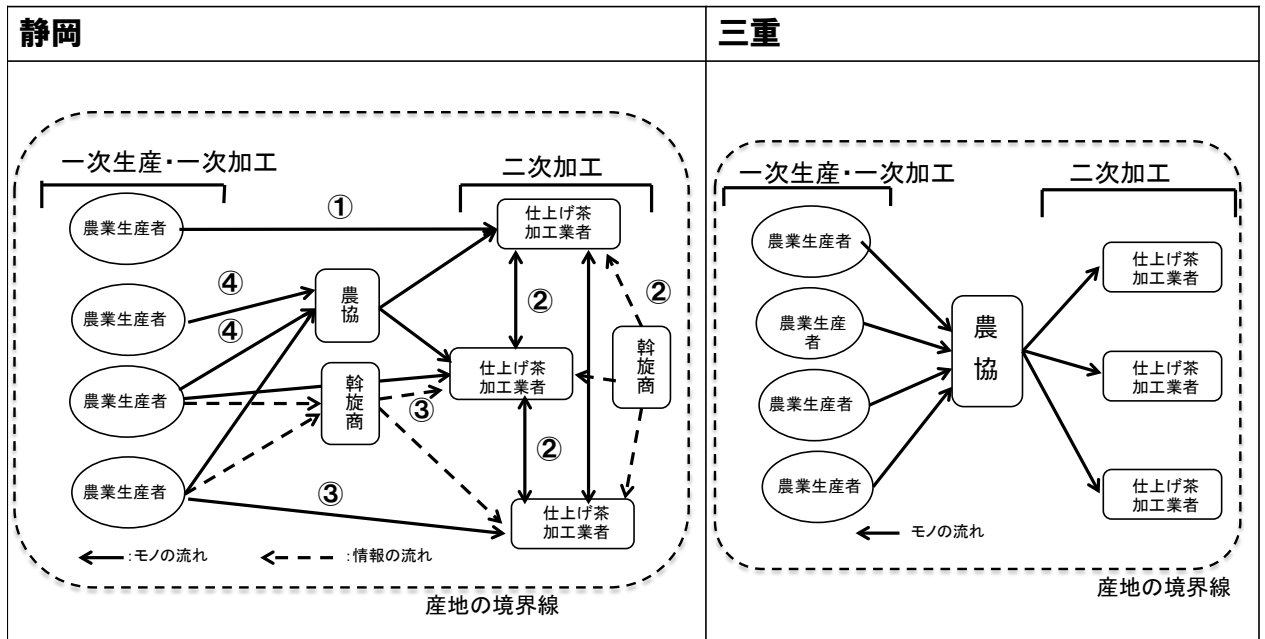 静岡
三重
一次生産・一次加工
二次加工
農業生産者
①
仕上げ茶
加工業者
農業生産者
④
④
農
協
②
②
農業生産者
斡
旋
商
③
仕上げ茶
加工業者
斡
旋
商
②
農業生産者
③
仕上げ茶
加工業者
:モノの流れ
:情報の流れ
産地の境界線
一次生産・一次加工
二次加工
農業生産者
農業生産
者
農業生産者
農業生産者
農
協
仕上げ茶
加工業者
仕上げ茶
加工業者
仕上げ茶
加工業者
モノの流れ
産地の境界線